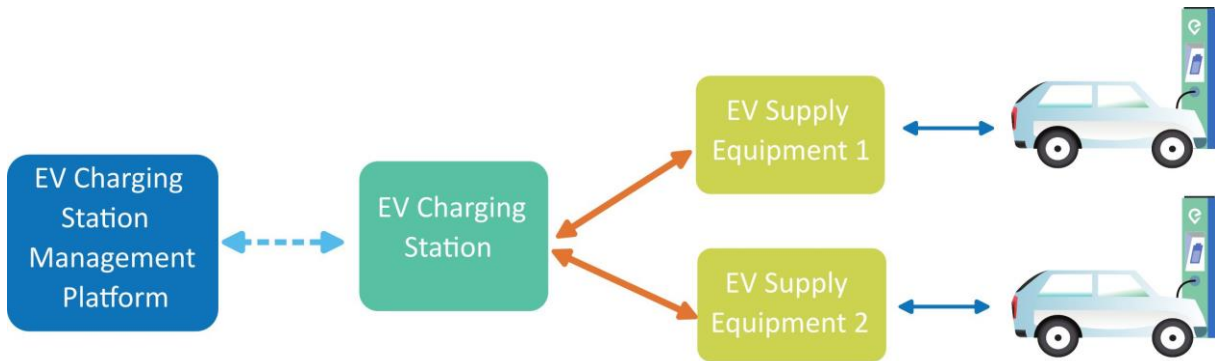 EV Charging
Station
Management
Platform
EV Charging
Station
EV Supply
Equipment 1
EV Supply
Equipment 2